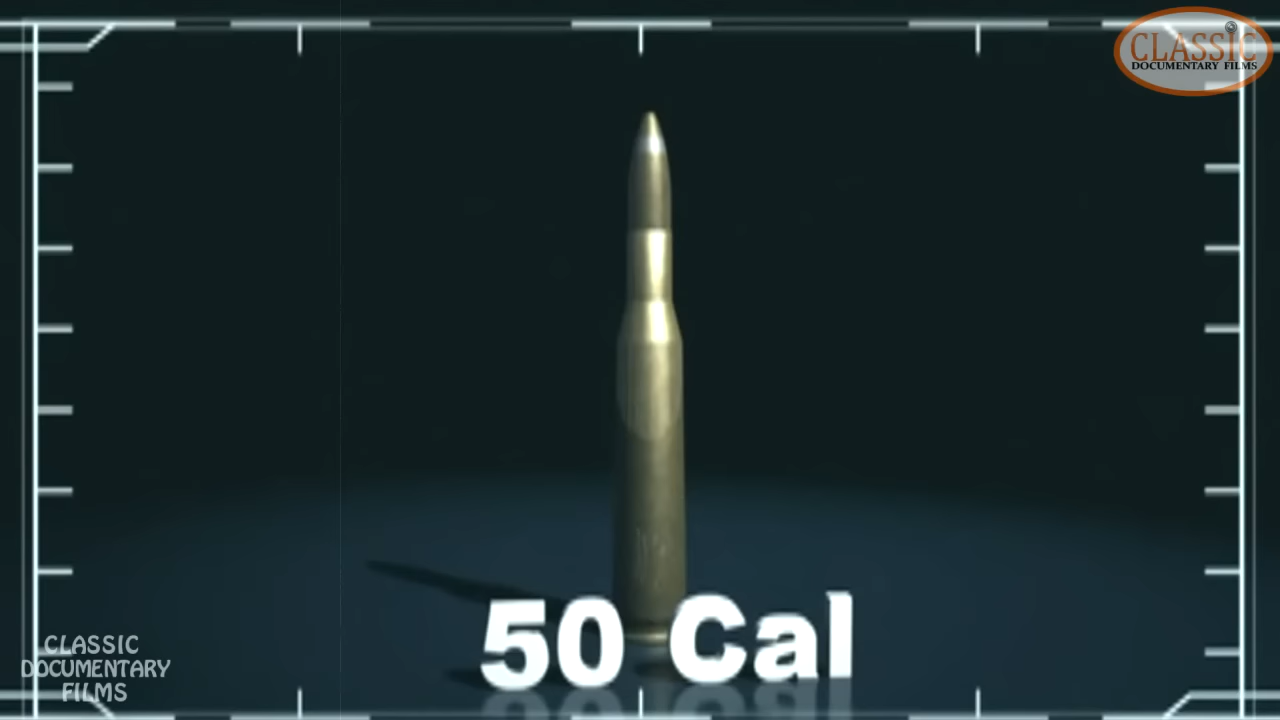 CLASSIC
DOCUMENTARY FILMS
50 Cal
CLASSIC
DOCUMENTARY
FILMS